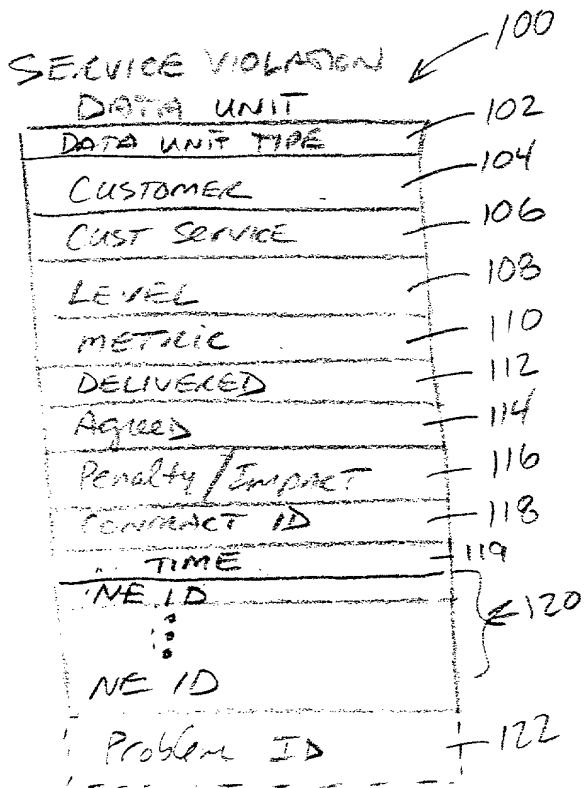 100
SERVICE VIOLATION
DATA UNIT
DATA UNIT TYPE 102
CUSTOMER 104
CUST SERVICE 106
LEVEL 108
METRIC 110
DELIVERED 112
Agreed 114
Penalty/Impact 116
CONTRACT ID 118
TIME 119
NE ID
120
NE ID
Problem ID 122